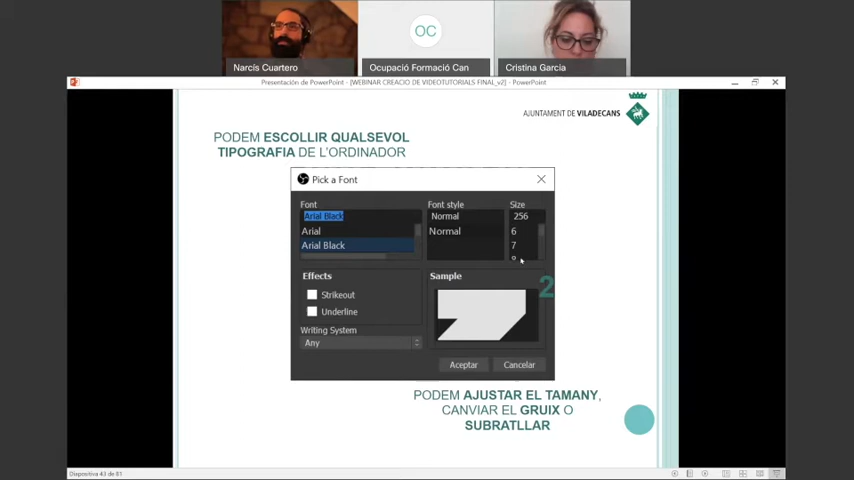 OC
Narcís Cuartero
Ocupació Formació Can
Cristina Garcia
Presentación de PowerPoint - [WEBINAR CREACIO DE VIDEOTUTORIALS FINAL_v2] - PowerPoint
AJUNTAMENT DE VILADECANS
PODEM ESCOLLIR QUALSEVOL
TIPOGRAFIA DE L'ORDINADOR
Pick a Font
Font
Font style
Size
Arial Black
Normal
256
Arial
Normal
6
Arial Black
7
8
Effects
Sample
2
Strikeout
Underline
Writing System
Any
Aceptar
Cancelar
PODEM AJUSTAR EL TAMANY,
CANVIAR EL GRUIX O
SUBRATLLAR
Diapositiva 43 de 81